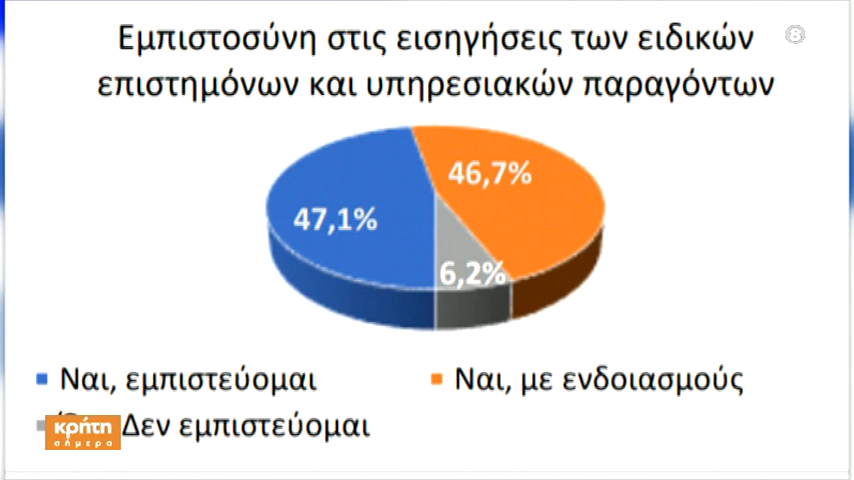 Εμπιστοσύνη στις εισηγήσεις των ειδικών
επιστημόνων και υπηρεσιακών παραγόντων
46,7%
47,1%
6,2%
Ναι, εμπιστεύομαι
Ναι, με ενδοιασμούς
Δεν εμπιστεύομαι
κρήτη
σήμερα